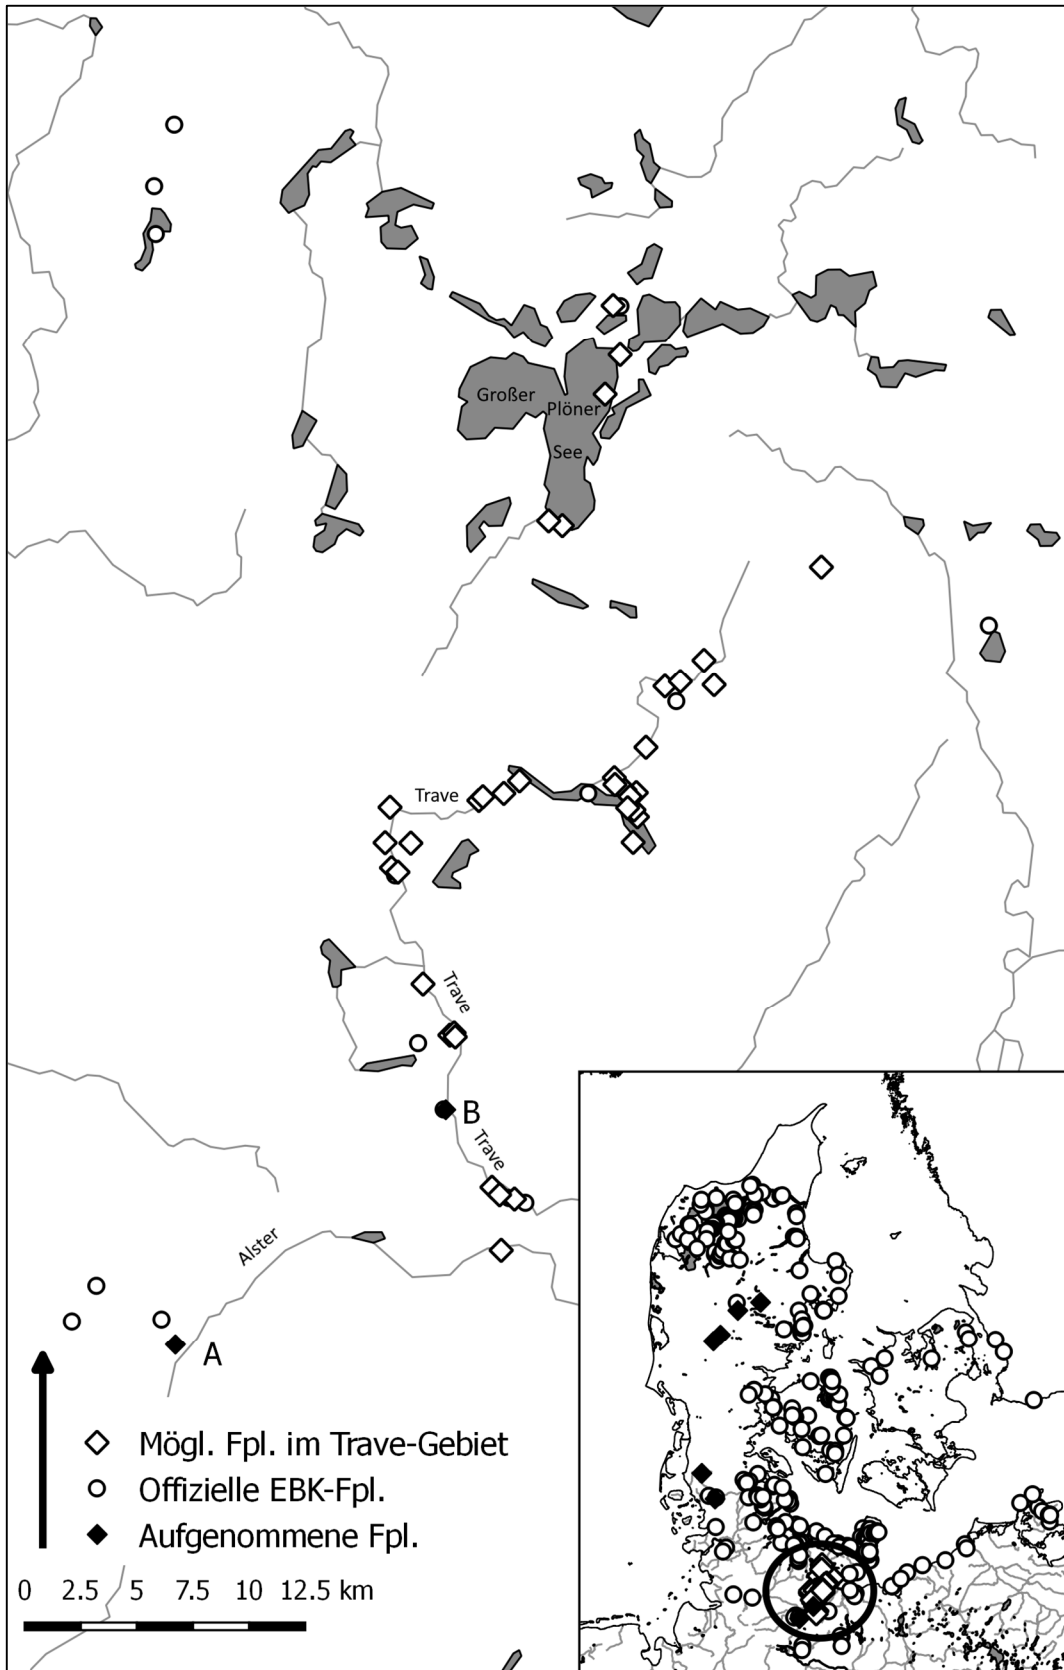 Großer
Plöner
See
Trave
Trave
B
Trave
Alster
A
Mögl. Fpl. im Trave-Gebiet
Offizielle EBK-Fpl.
Aufgenommene Fpl.
0 2.5 5 7.5 10 12.5 km